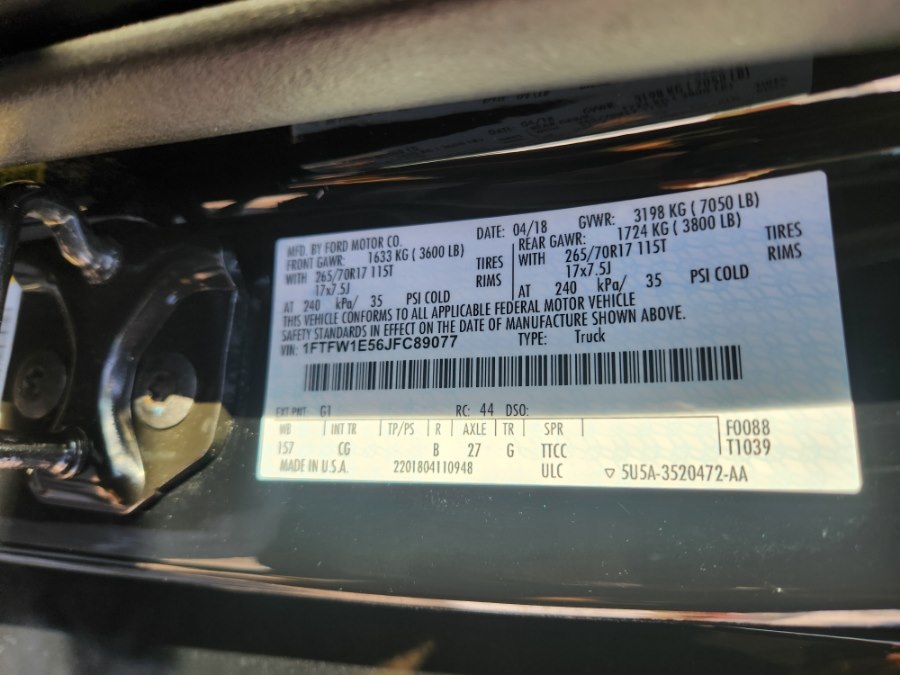 MFD. BY FORD MOTOR CO. DATE: 04/18 GVWR: 3198 KG ( 7050 LB)
FRONT GAWR: 1633 KG ( 3600 LB) REAR GAWR: 1724 KG ( 3800 LB)
WITH 265/70R17 115T TIRES WITH 265/70R17 115T TIRES
17x7.5J RIMS 17x7.5J RIMS
AT 240 kPa/ 35 PSI COLD AT 240 kPa/ 35 PSI COLD
THIS VEHICLE CONFORMS TO ALL APPLICABLE FEDERAL MOTOR VEHICLE
SAFETY STANDARDS IN EFFECT ON THE DATE OF MANUFACTURE SHOWN ABOVE.
VIN: 1FTFW1E56JFC89077 TYPE: Truck
EXT PNT: G1 RC: 44 DSO:
WB INT TR TP/PS R AXLE TR SPR F0088
157 CG B 27 G TTCC T1039
MADE IN U.S.A. 2201804110948 ULC ▽ 5U5A-3520472-AA